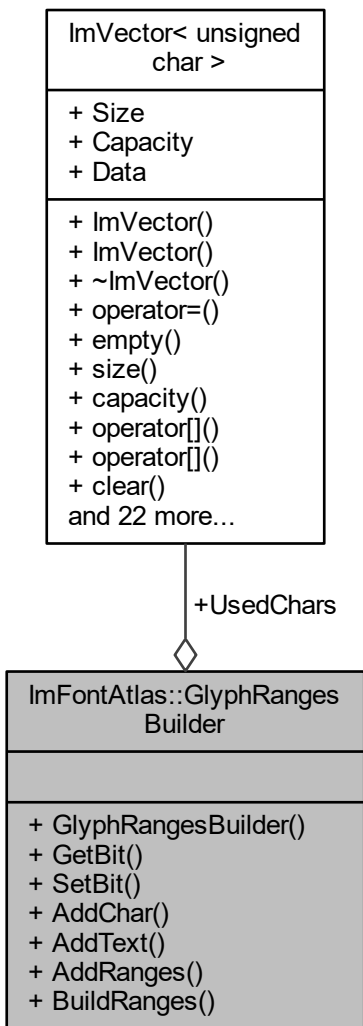 ImVector< unsigned
char >
+ Size
+ Capacity
+ Data
+ ImVector()
+ ImVector()
+ ~ImVector()
+ operator=()
+ empty()
+ size()
+ capacity()
+ operator[]()
+ operator[]()
+ clear()
and 22 more...
+UsedChars
ImFontAtlas::GlyphRanges
Builder
+ GlyphRangesBuilder()
+ GetBit()
+ SetBit()
+ AddChar()
+ AddText()
+ AddRanges()
+ BuildRanges()